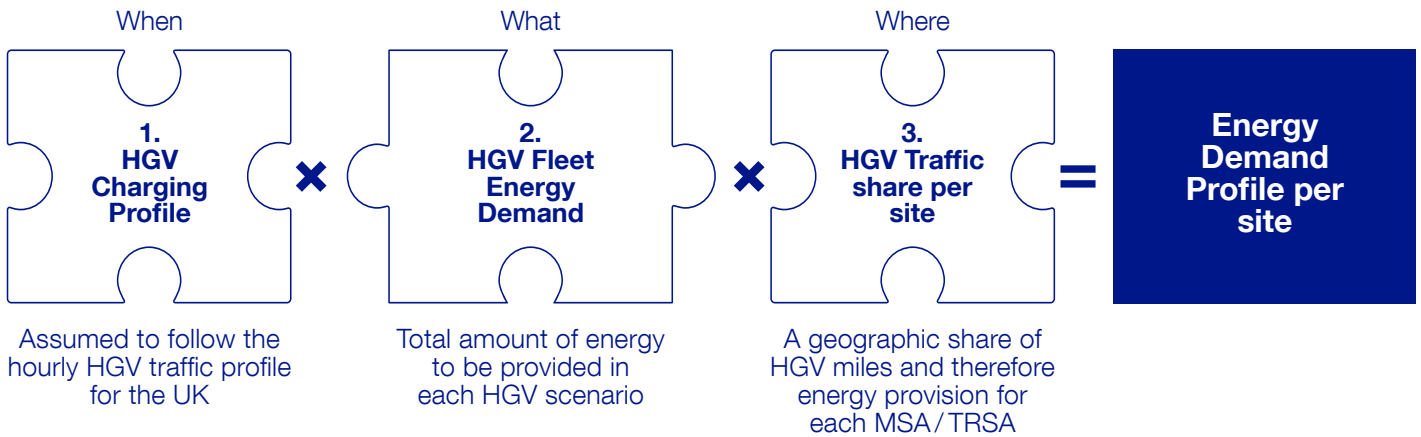 When
1.
HGV
Charging
Profile
Assumed to follow the
hourly HGV traffic profile
for the UK
×
What
2.
HGV Fleet
Energy
Demand
Total amount of energy
to be provided in
each HGV scenario
×
Where
3.
HGV Traffic
share per
site
A geographic share of
HGV miles and therefore
energy provision for
each MSA / TRSA
=
Energy
Demand
Profile per
site